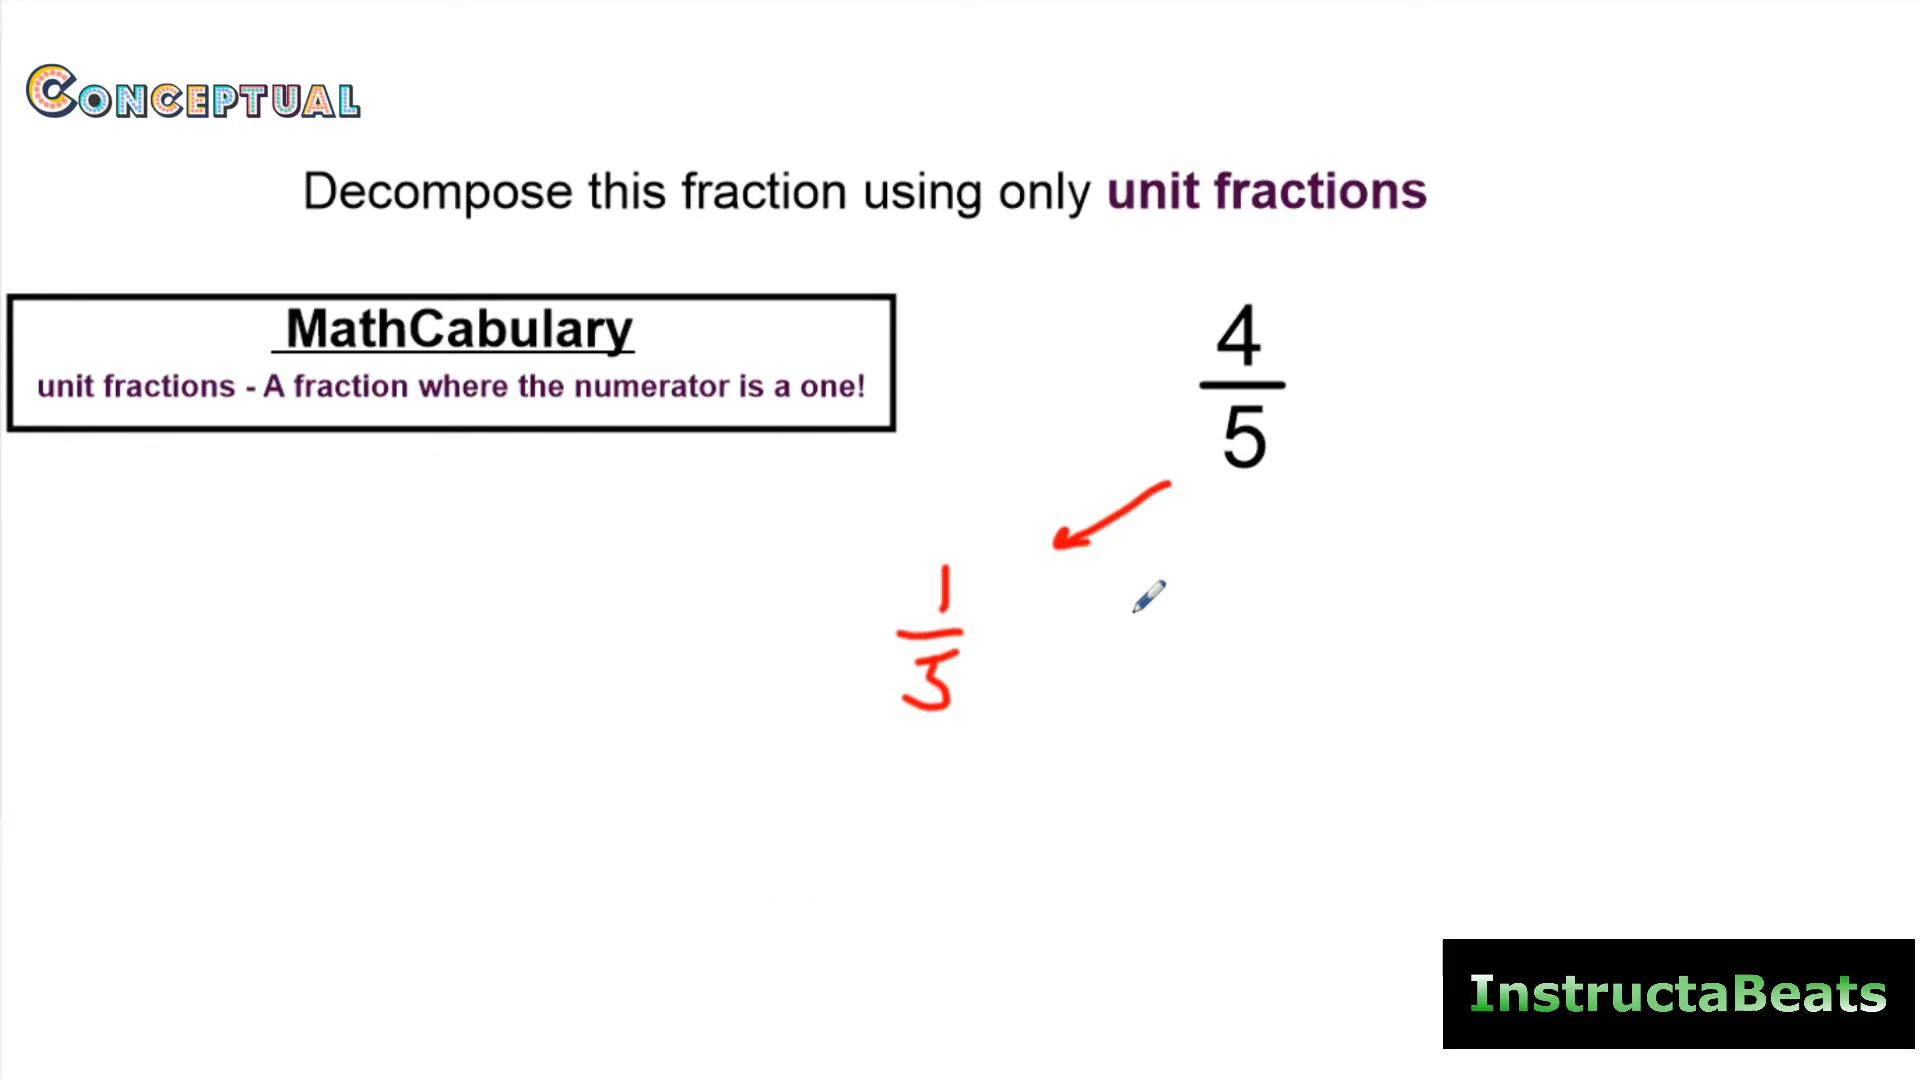 CONCEPTUAL
Decompose this fraction using only unit fractions
MathCabulary
unit fractions - A fraction where the numerator is a one!
4
5
1
5
InstructaBeats